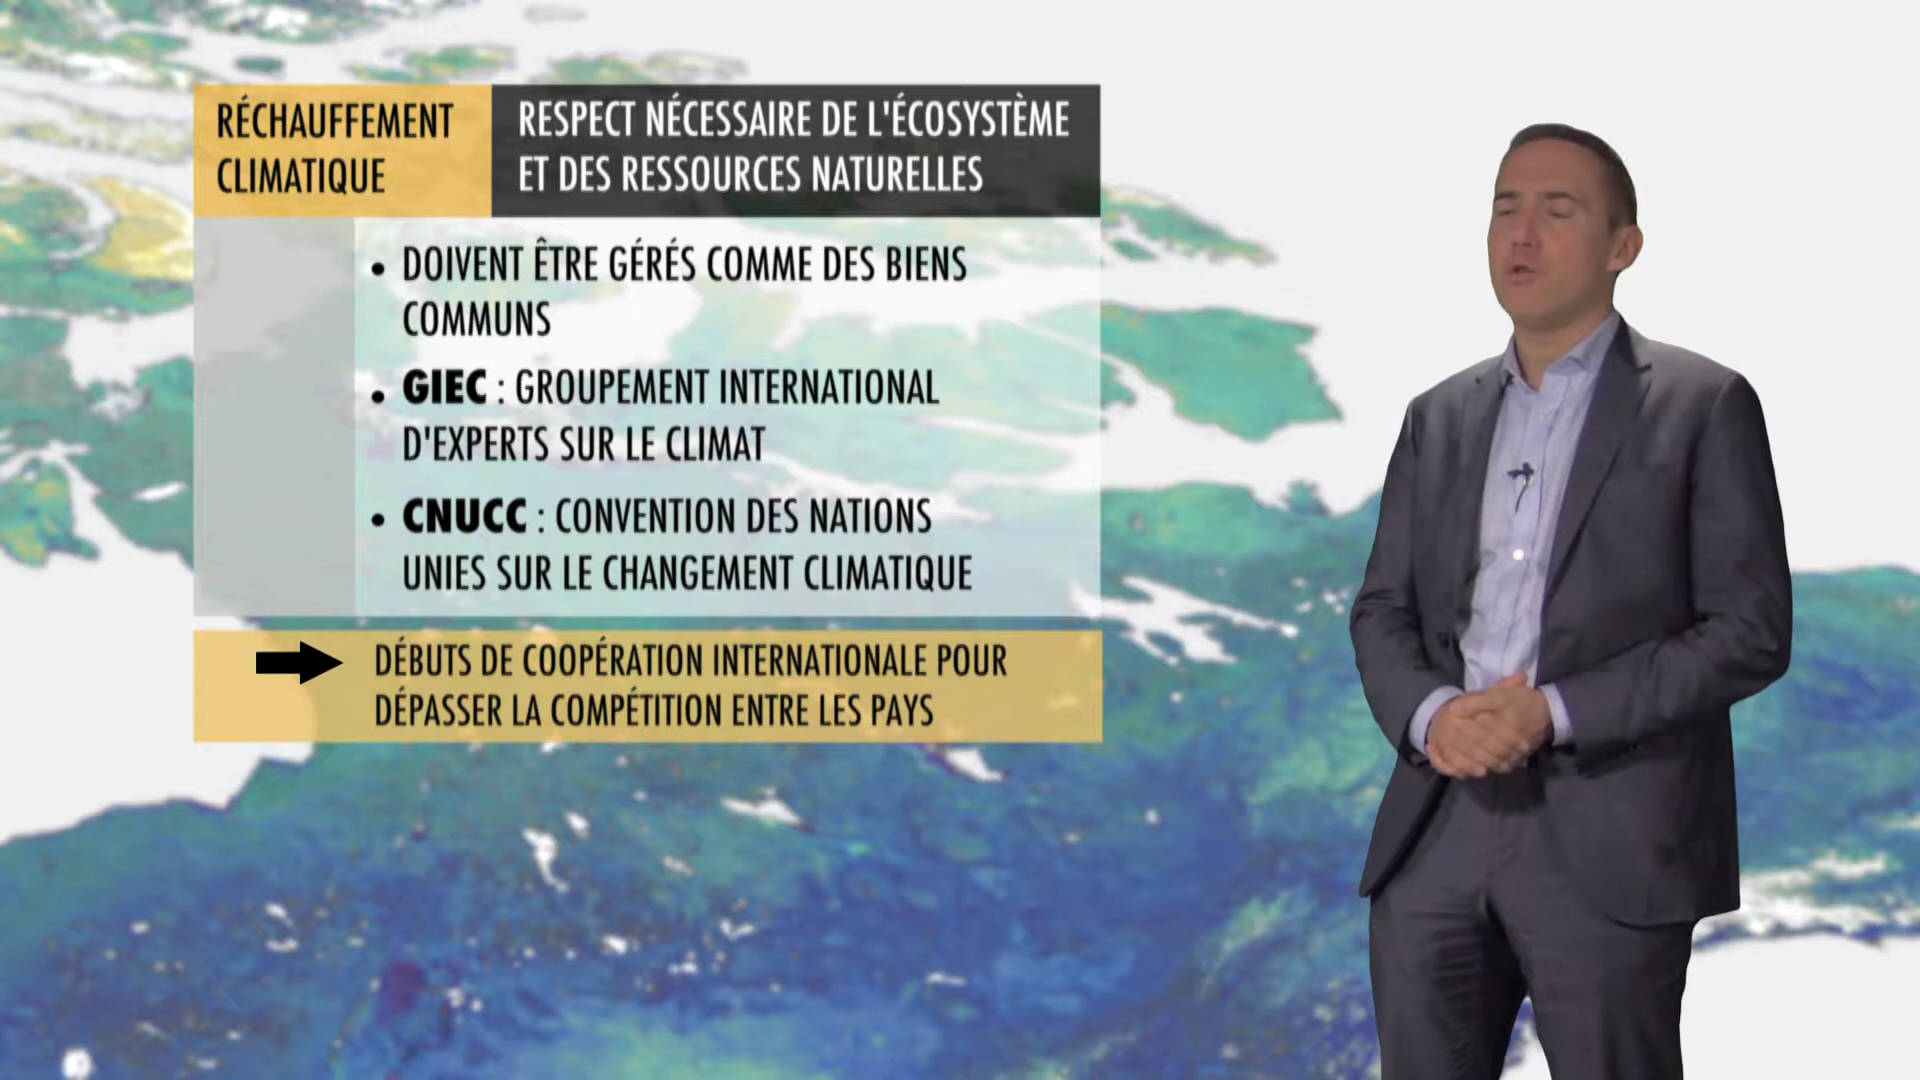 RÉCHAUFFEMENT
CLIMATIQUE
RESPECT NÉCESSAIRE DE L'ÉCOSYSTÈME
ET DES RESSOURCES NATURELLES
• DOIVENT ÊTRE GÉRÉS COMME DES BIENS
COMMUNS
• GIEC : GROUPEMENT INTERNATIONAL
D'EXPERTS SUR LE CLIMAT
• CNUCC : CONVENTION DES NATIONS
UNIES SUR LE CHANGEMENT CLIMATIQUE
DÉBUTS DE COOPÉRATION INTERNATIONALE POUR
DÉPASSER LA COMPÉTITION ENTRE LES PAYS